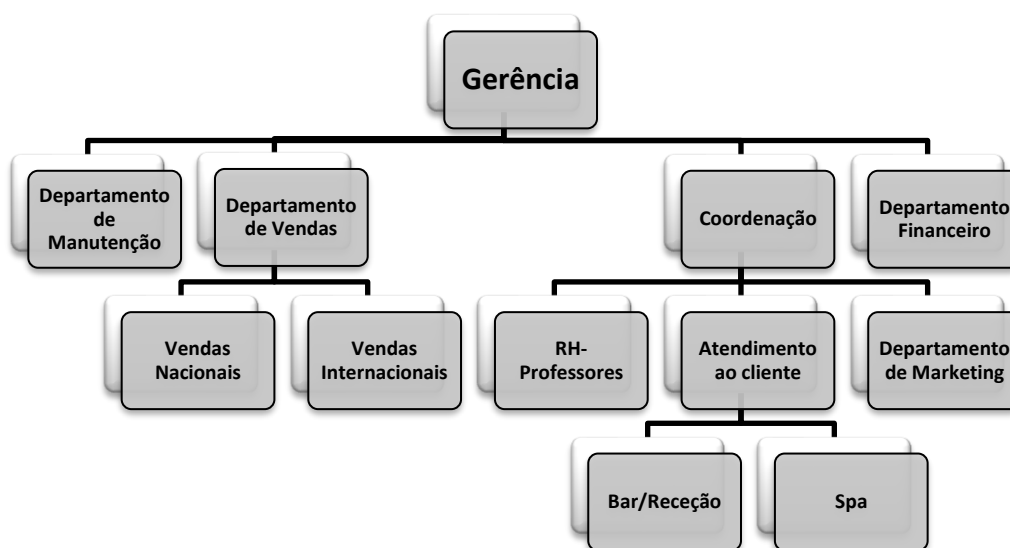 Gerência
Departamento
de
Manutenção
Departamento
de Vendas
Coordenação
Departamento
Financeiro
Vendas
Nacionais
Vendas
Internacionais
RH-
Professores
Atendimento
ao cliente
Departamento
de Marketing
Bar/Receção
Spa